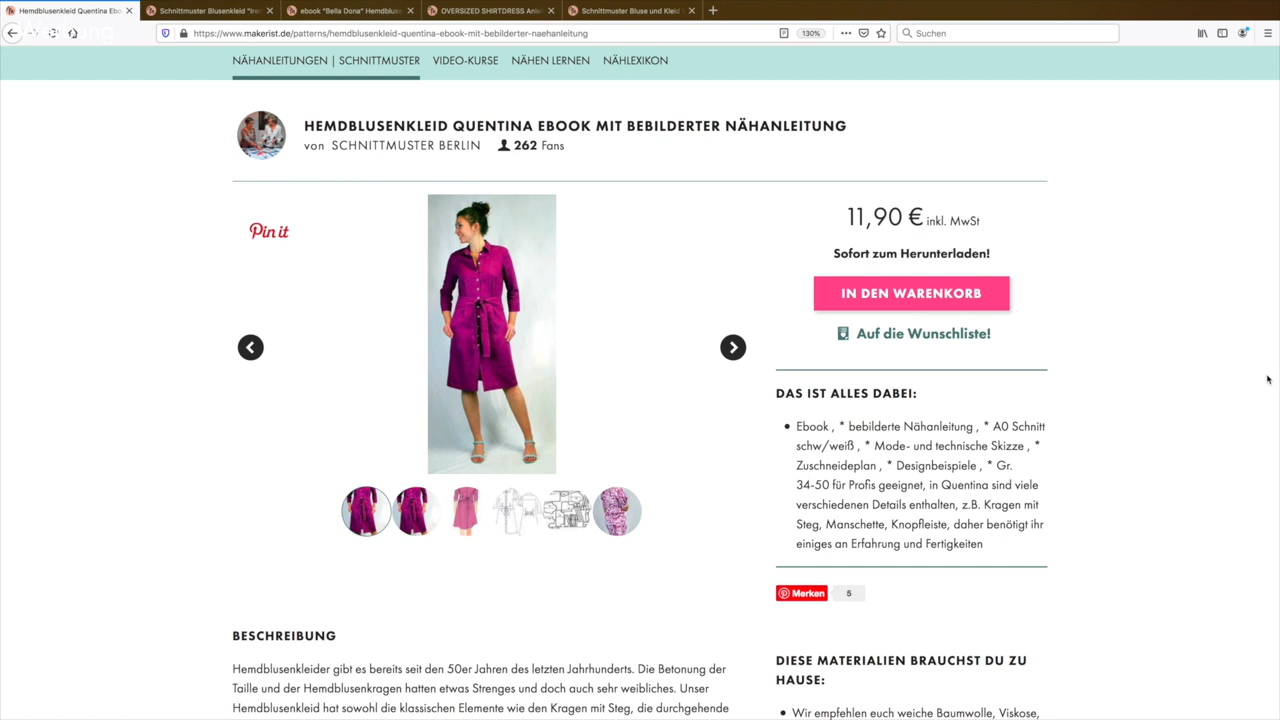 Hemdblusenkleid Quentina Ebo
Schnittmuster Blusenkleid "Ire
ebook "Bella Dona" Hemdbluse
OVERSIZED SHIRTDRESS Anl
Schnittmuster Bluse und Kleid
Werbung
https://www.makerist.de/patterns/hemdblusenkleid-quentina-ebook-mit-bebilderter-naehanleitung
130%
Suchen
NÄHANLEITUNGEN | SCHNITTMUSTER
VIDEO-KURSE
NÄHEN LERNEN
NÄHLEXIKON
HEMDBLUSENKLEID QUENTINA EBOOK MIT BEBILDERTER NÄHANLEITUNG
von SCHNITTMUSTER BERLIN 262 Fans
Pin it
11,90 € inkl. MwSt
Sofort zum Herunterladen!
IN DEN WARENKORB
Auf die Wunschliste!
DAS IST ALLES DABEI:
Ebook , * bebilderte Nähanleitung , * A0 Schnitt
schw/weiß , * Mode- und technische Skizze , *
Zuschneideplan , * Designbeispiele , * Gr.
34-50 für Profis geeignet, in Quentina sind viele
verschiedenen Details enthalten, z.B. Kragen mit
Steg, Manschette, Knopfleiste, daher benötigt ihr
einiges an Erfahrung und Fertigkeiten
Merken 5
BESCHREIBUNG
Hemdblusenkleider gibt es bereits seit den 50er Jahren des letzten Jahrhunderts. Die Betonung der
Taille und der Hemdblusenkragen hatten etwas Strenges und doch auch sehr weibliches. Unser
Hemdblusenkleid hat sowohl die klassischen Elemente wie den Kragen mit Steg, die durchgehende
DIESE MATERIALIEN BRAUCHST DU ZU
HAUSE:
Wir empfehlen euch weiche Baumwolle, Viskose,